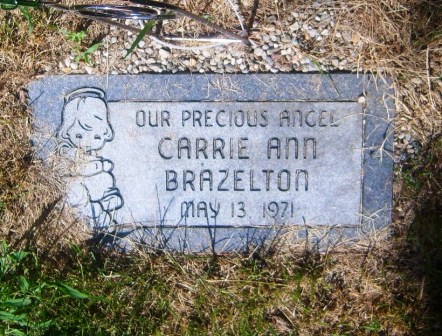 OUR PRECIOUS ANGEL
CARRIE ANN
BRAZELTON
MAY 13, 1971